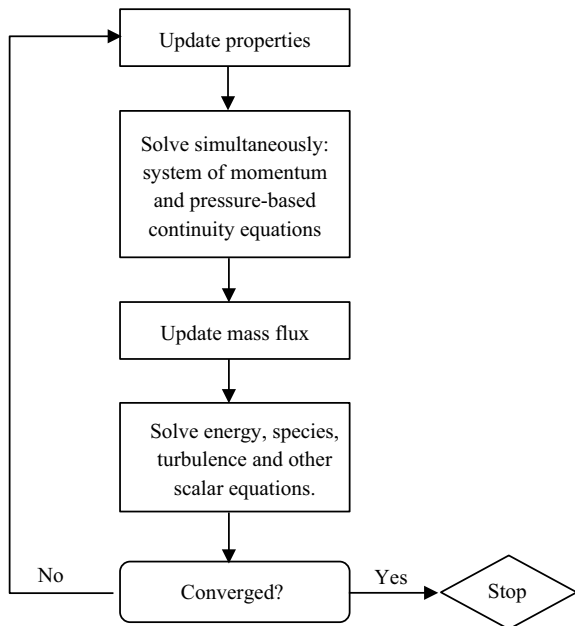 Update properties
Solve simultaneously:
system of momentum
and pressure-based
continuity equations
Update mass flux
Solve energy, species,
turbulence and other
scalar equations.
No
Converged?
Yes
Stop